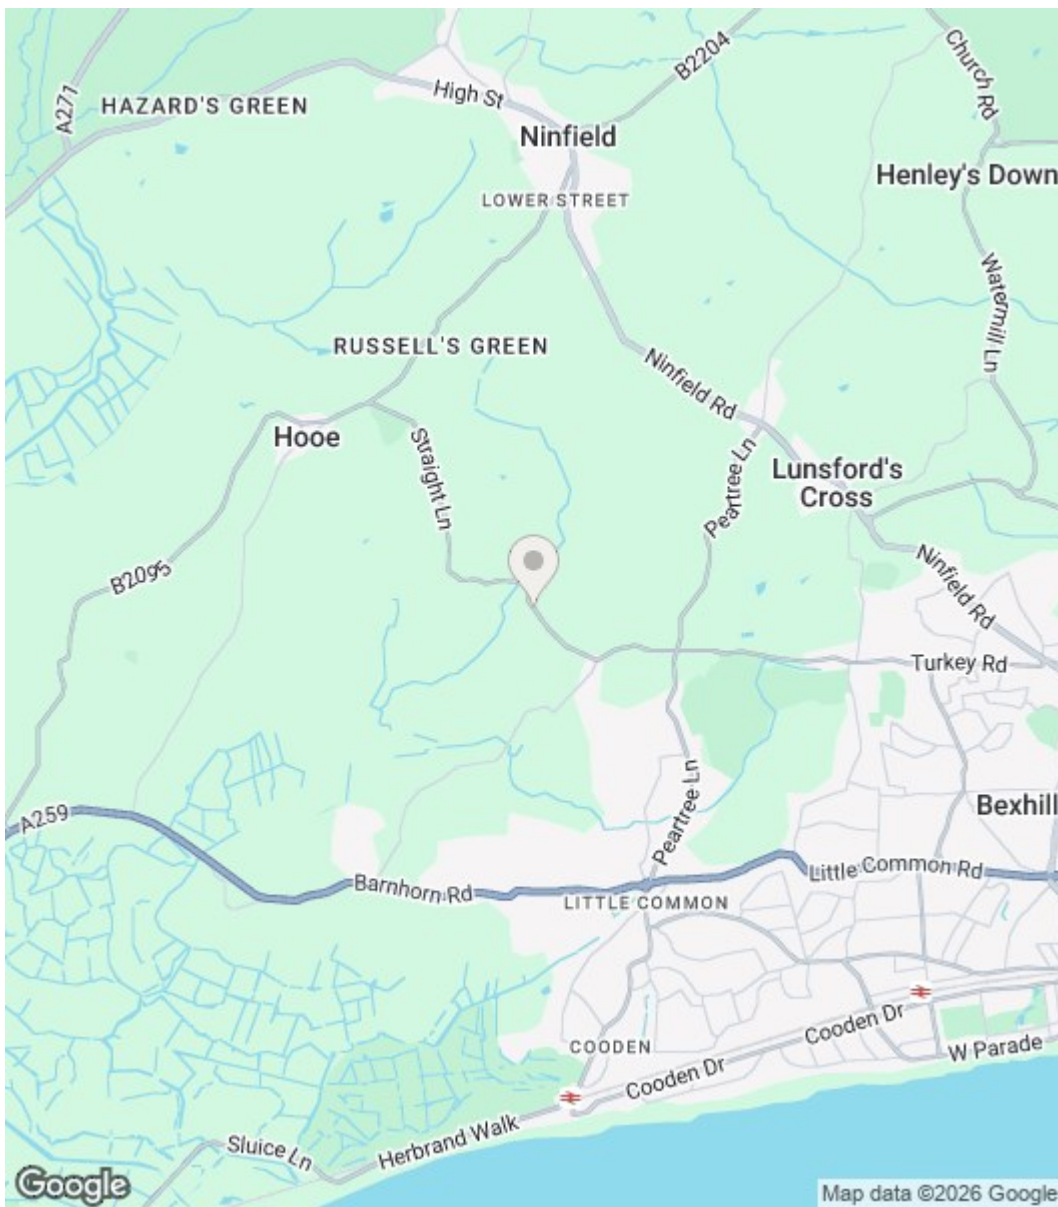 B2204
Church Rd
A271
High St
HAZARD'S GREEN
Ninfield
Henley's Down
LOWER STREET
Watermill Ln
RUSSELL'S GREEN
Ninfield Rd
Hooe
Straight Ln
Peartree Ln
Lunsford's
Cross
B2095
Ninfield Rd
Turkey Rd
Peartree Ln
A259
Bexhill
Barnhorn Rd
Little Common Rd
LITTLE COMMON
Cooden Dr
COODEN
W Parade
Cooden Dr
Herbrand Walk
Sluice Ln
Google
Map data ©2026 Google